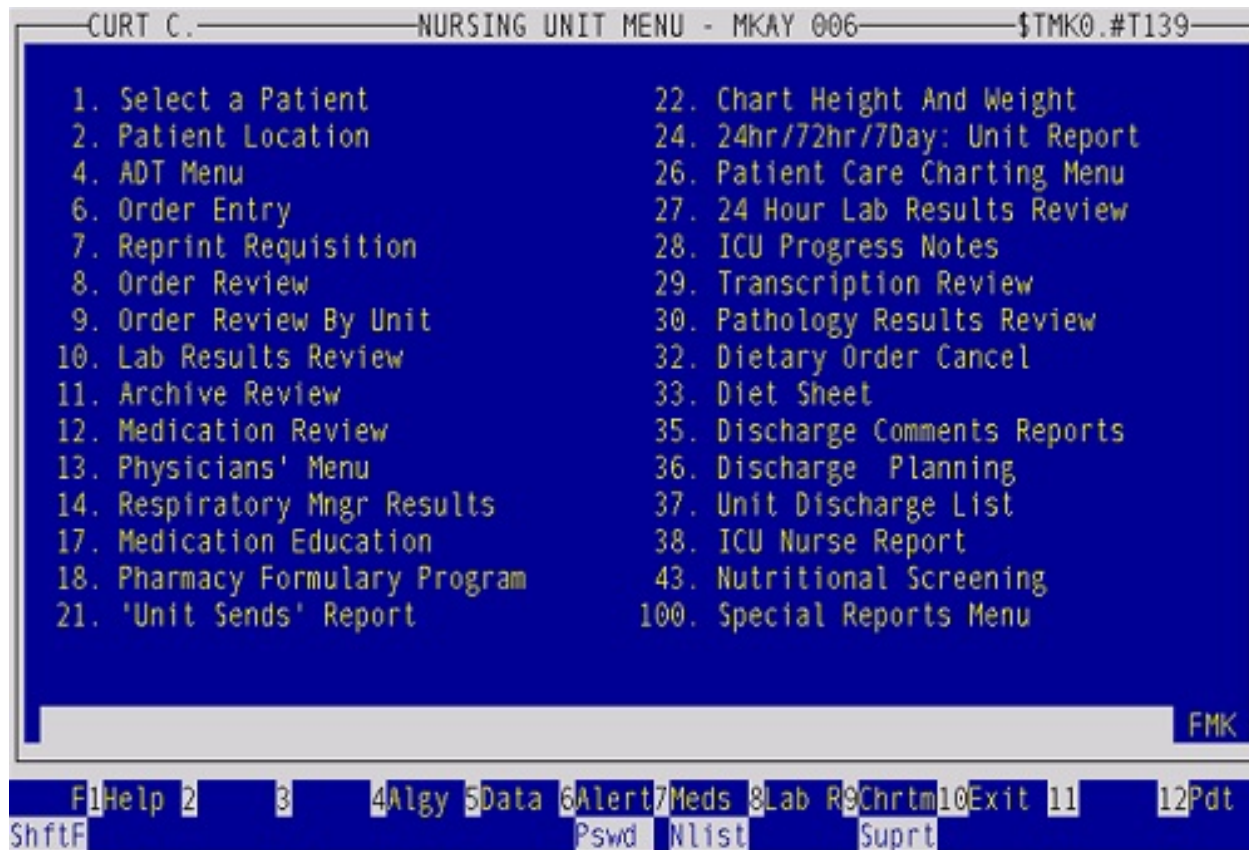 CURT C. NURSING UNIT MENU - MKAY 006 $TMK0.#T139
1. Select a Patient
2. Patient Location
4. ADT Menu
6. Order Entry
7. Reprint Requisition
8. Order Review
9. Order Review By Unit
10. Lab Results Review
11. Archive Review
12. Medication Review
13. Physicians' Menu
14. Respiratory Mngr Results
17. Medication Education
18. Pharmacy Formulary Program
21. 'Unit Sends' Report
22. Chart Height And Weight
24. 24hr/72hr/7Day: Unit Report
26. Patient Care Charting Menu
27. 24 Hour Lab Results Review
28. ICU Progress Notes
29. Transcription Review
30. Pathology Results Review
32. Dietary Order Cancel
33. Diet Sheet
35. Discharge Comments Reports
36. Discharge  Planning
37. Unit Discharge List
38. ICU Nurse Report
43. Nutritional Screening
100. Special Reports Menu
FMK
F1Help 2 3 4Algy 5Data 6Alert7Meds 8Lab R9Chrtm10Exit 11 12Pdt
ShftF Pswd Nlist Suprt